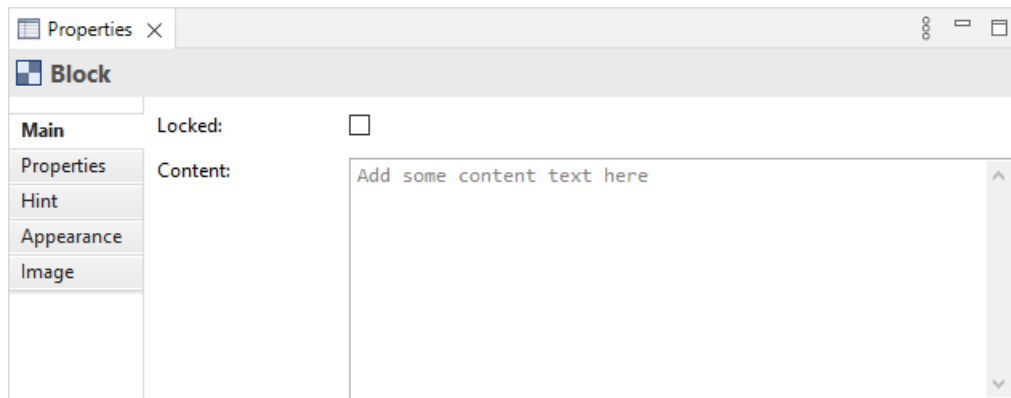 Properties
Block
Main
Locked:
Properties
Content:
Add some content text here
Hint
Appearance
Image